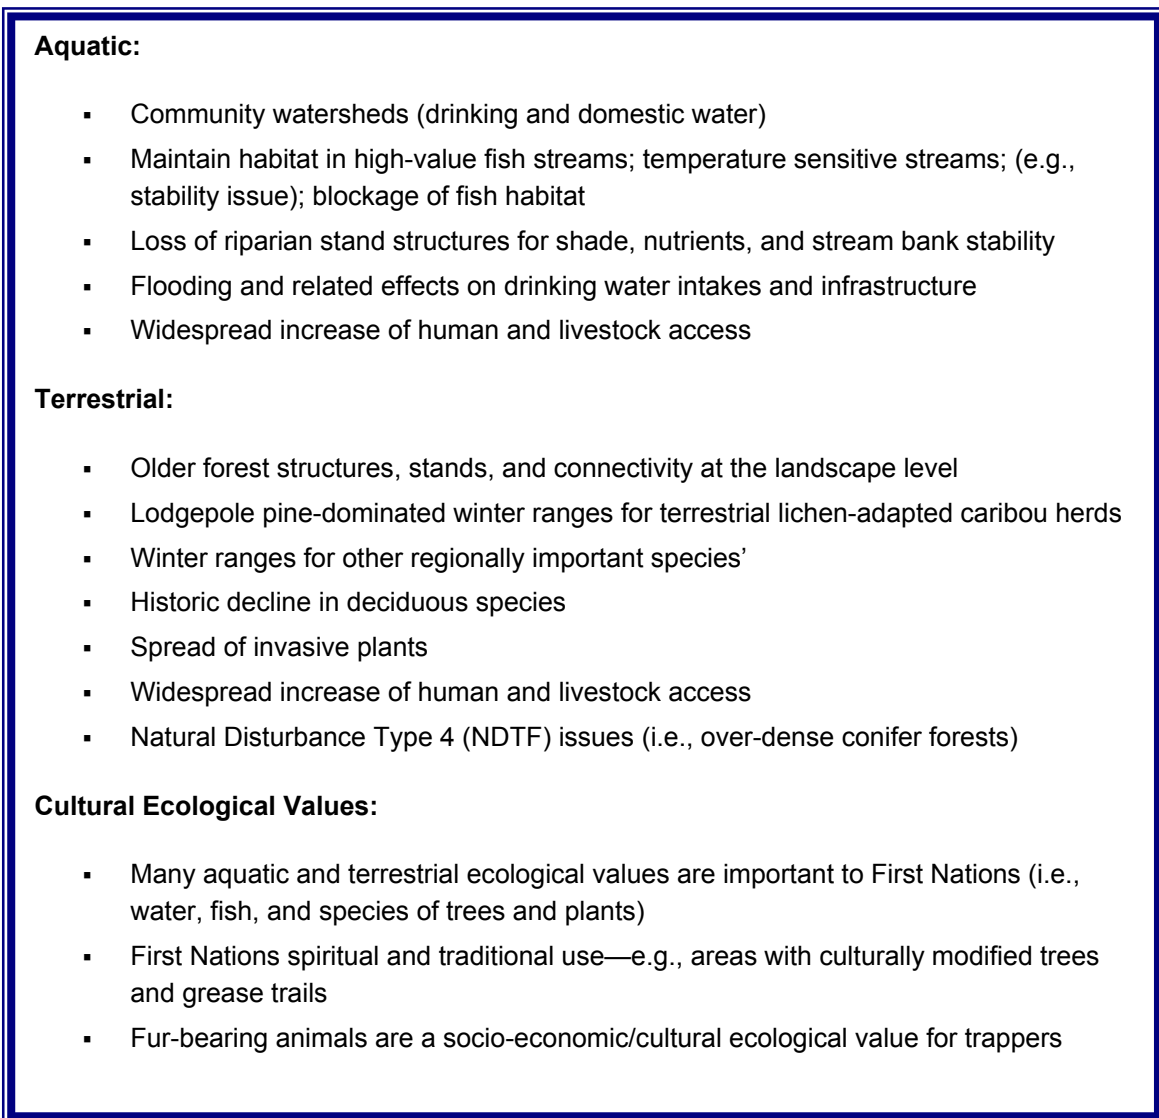 Aquatic:
▪ Community watersheds (drinking and domestic water)
▪ Maintain habitat in high-value fish streams; temperature sensitive streams; (e.g.,
stability issue); blockage of fish habitat
▪ Loss of riparian stand structures for shade, nutrients, and stream bank stability
▪ Flooding and related effects on drinking water intakes and infrastructure
▪ Widespread increase of human and livestock access
Terrestrial:
▪ Older forest structures, stands, and connectivity at the landscape level
▪ Lodgepole pine-dominated winter ranges for terrestrial lichen-adapted caribou herds
▪ Winter ranges for other regionally important species’
▪ Historic decline in deciduous species
▪ Spread of invasive plants
▪ Widespread increase of human and livestock access
▪ Natural Disturbance Type 4 (NDTF) issues (i.e., over-dense conifer forests)
Cultural Ecological Values:
▪ Many aquatic and terrestrial ecological values are important to First Nations (i.e.,
water, fish, and species of trees and plants)
▪ First Nations spiritual and traditional use—e.g., areas with culturally modified trees
and grease trails
▪ Fur-bearing animals are a socio-economic/cultural ecological value for trappers